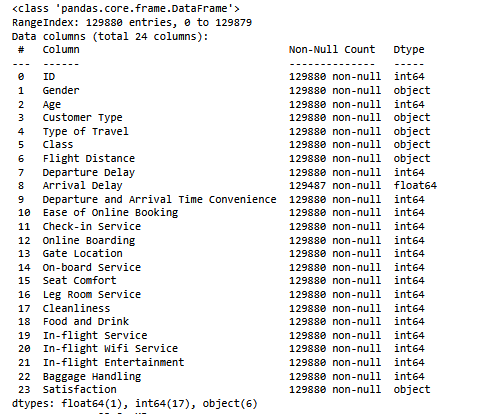 <class 'pandas.core.frame.DataFrame'>
RangeIndex: 129880 entries, 0 to 129879
Data columns (total 24 columns):
 #   Column                             Non-Null Count   Dtype
---  ------                             --------------   -----
 0   ID                                 129880 non-null  int64
 1   Gender                             129880 non-null  object
 2   Age                                129880 non-null  int64
 3   Customer Type                      129880 non-null  object
 4   Type of Travel                     129880 non-null  object
 5   Class                              129880 non-null  object
 6   Flight Distance                    129880 non-null  object
 7   Departure Delay                    129880 non-null  int64
 8   Arrival Delay                      129487 non-null  float64
 9   Departure and Arrival Time Convenience  129880 non-null  int64
 10  Ease of Online Booking             129880 non-null  int64
 11  Check-in Service                   129880 non-null  int64
 12  Online Boarding                    129880 non-null  int64
 13  Gate Location                      129880 non-null  int64
 14  On-board Service                   129880 non-null  int64
 15  Seat Comfort                       129880 non-null  int64
 16  Leg Room Service                   129880 non-null  int64
 17  Cleanliness                        129880 non-null  int64
 18  Food and Drink                     129880 non-null  int64
 19  In-flight Service                  129880 non-null  int64
 20  In-flight Wifi Service             129880 non-null  int64
 21  In-flight Entertainment            129880 non-null  int64
 22  Baggage Handling                   129880 non-null  int64
 23  Satisfaction                       129880 non-null  object
dtypes: float64(1), int64(17), object(6)